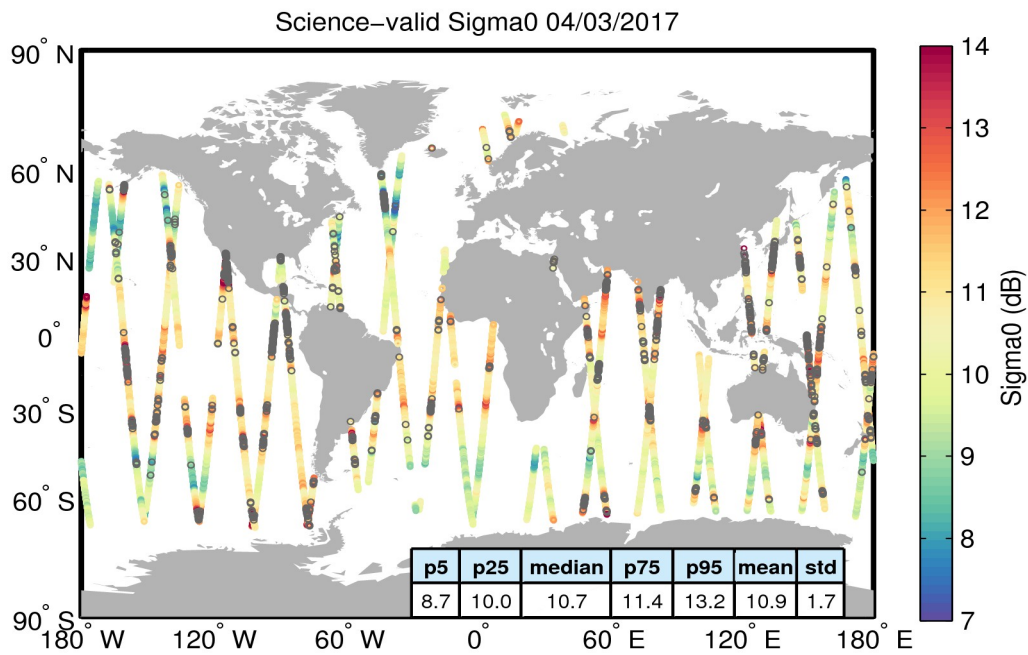 Science−valid Sigma0 04/03/2017
90° N
60° N
30° N
0°
30° S
60° S
90° S
180° W
120° W
60° W
0°
60° E
120° E
180° E
p5 p25 median p75 p95 mean std
8.7 10.0 10.7 11.4 13.2 10.9 1.7
14
13
12
11
10
9
8
7
Sigma0 (dB)